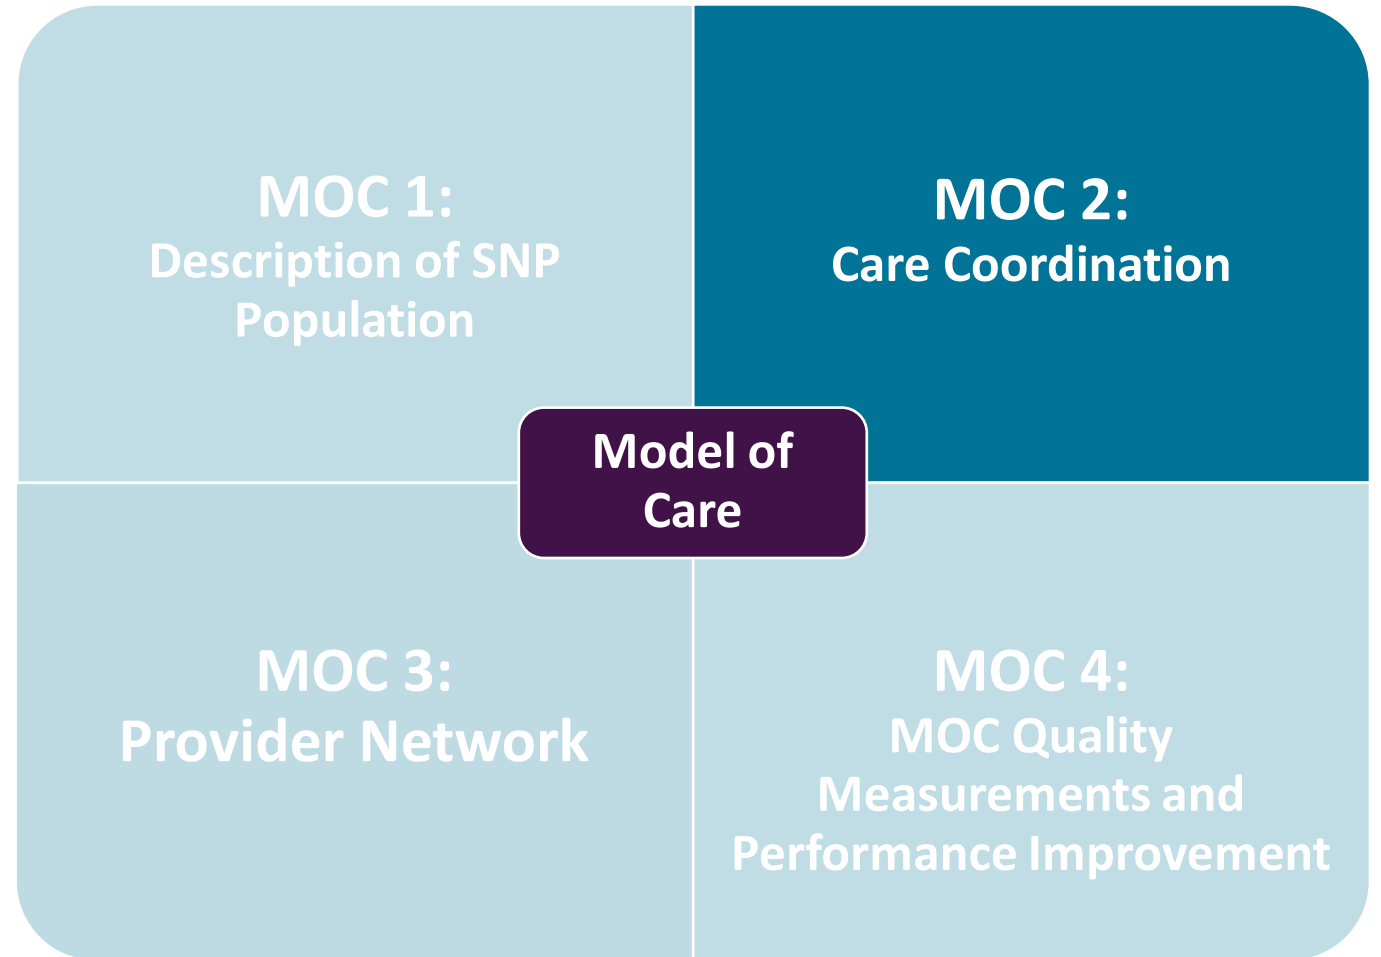 MOC 1:
Description of SNP
Population
MOC 2:
Care Coordination
Model of
Care
MOC 3:
Provider Network
MOC 4:
MOC Quality
Measurements and
Performance Improvement